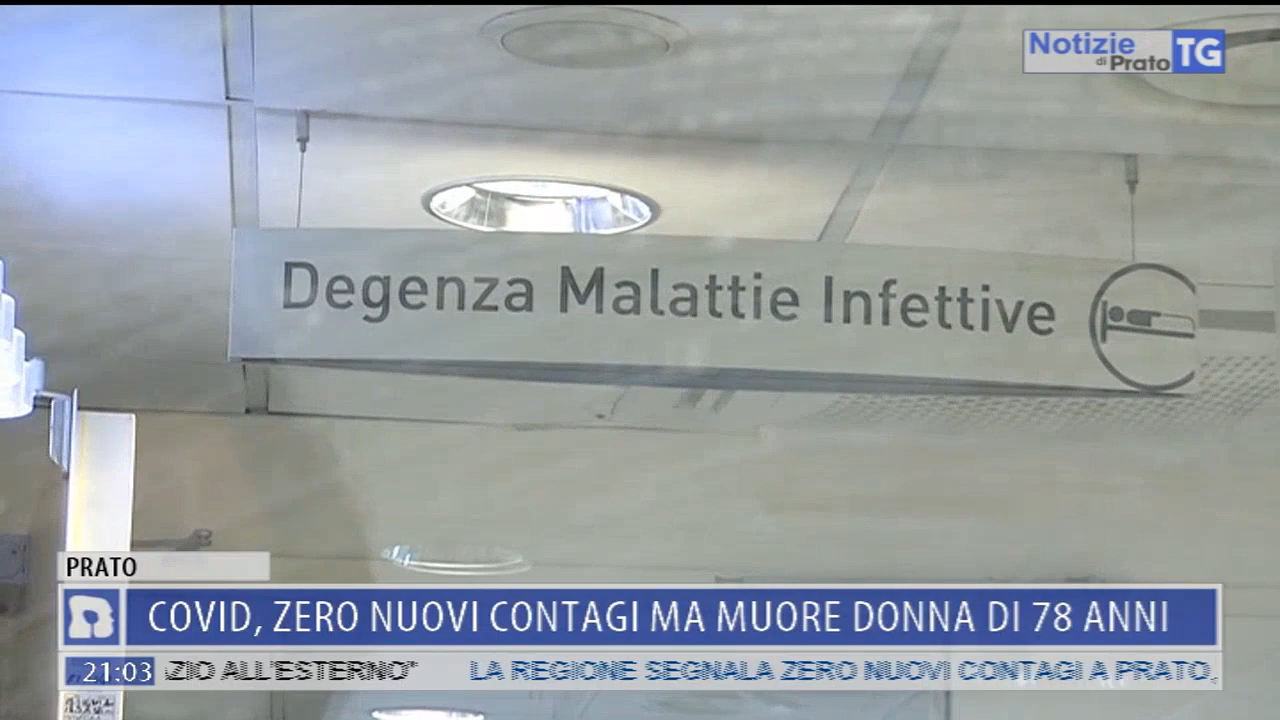 Notizie
di Prato TG
Degenza Malattie Infettive
PRATO
COVID, ZERO NUOVI CONTAGI MA MUORE DONNA DI 78 ANNI
21:03 ZIO ALL'ESTERNO" LA REGIONE SEGNALA ZERO NUOVI CONTAGI A PRATO,